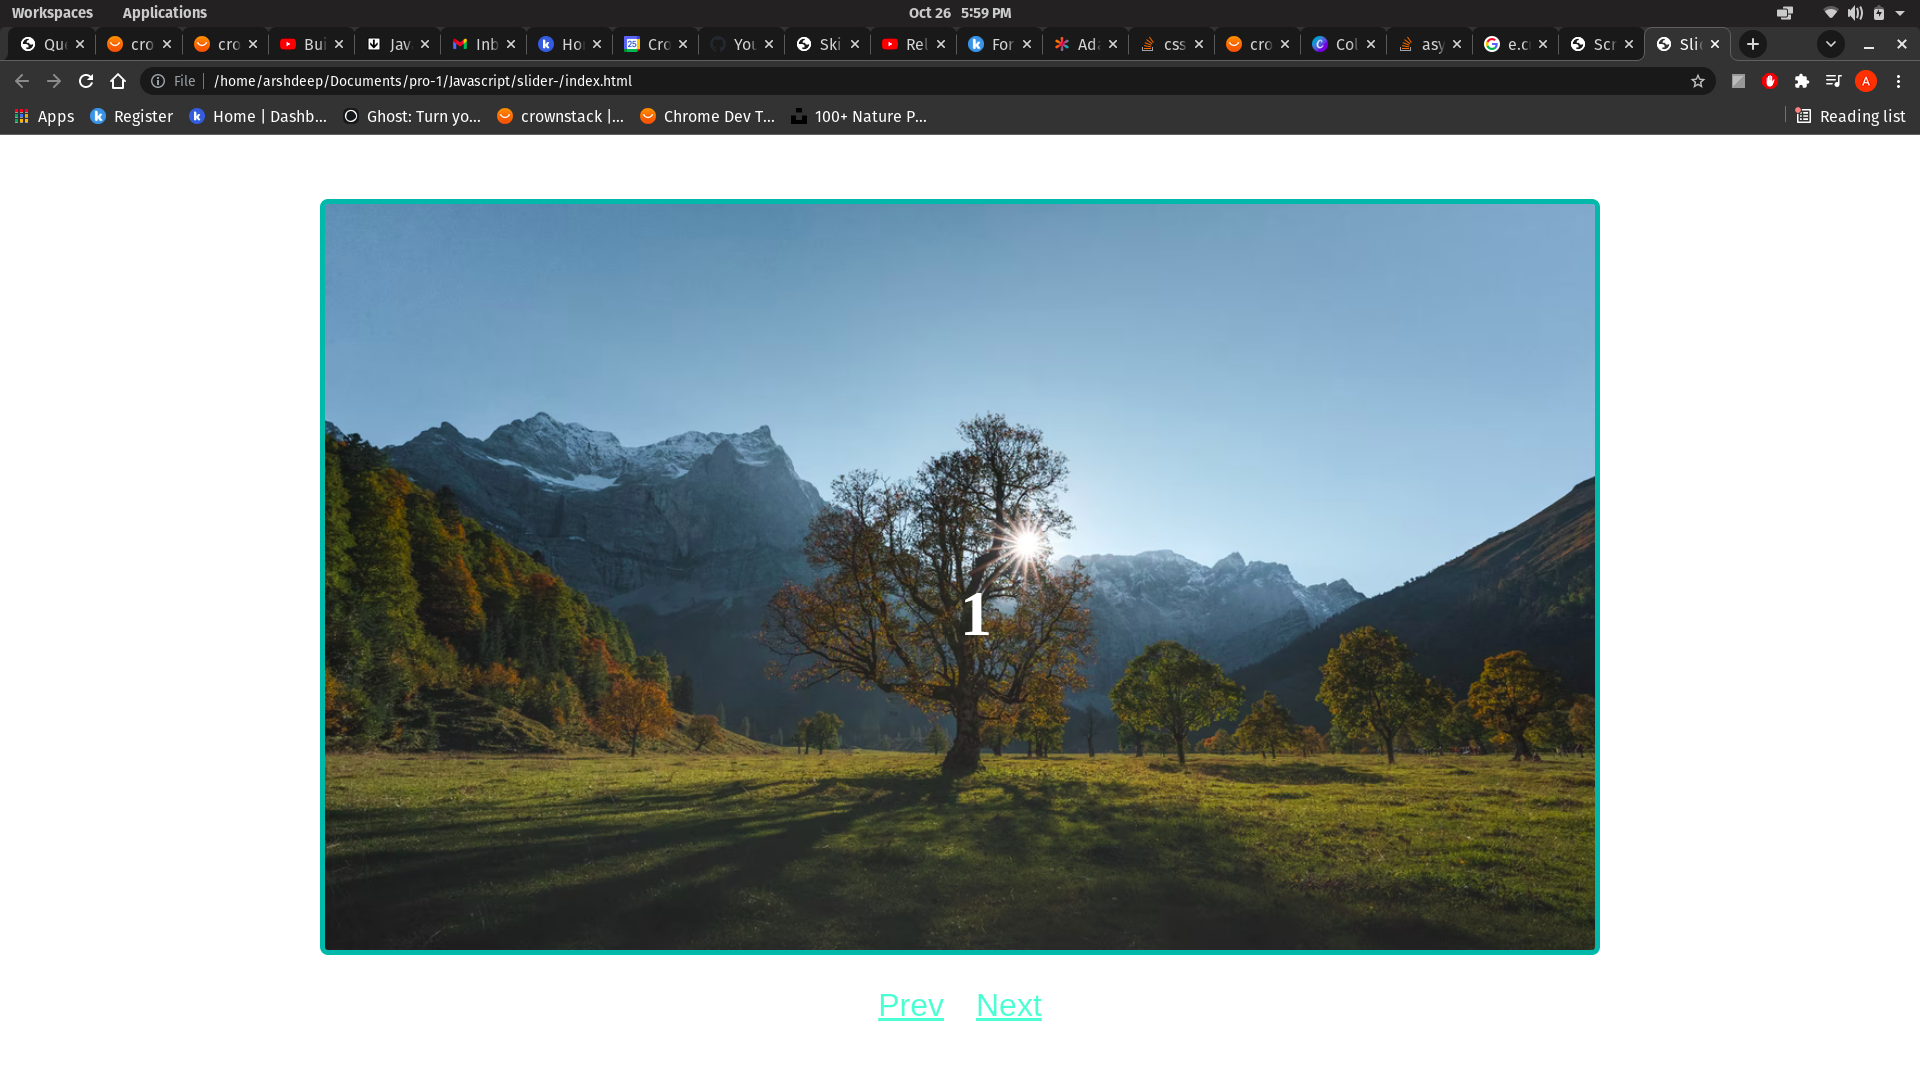 Workspaces Applications Oct 26 5:59 PM
Qu cro cro Bui Jav Inb Ho Cro You Ski Rel For Ada css cro Col asy e.c Scr Slic
File /home/arshdeep/Documents/pro-1/Javascript/slider-/index.html A
Apps Register Home | Dashb... Ghost: Turn yo... crownstack |... Chrome Dev T... 100+ Nature P... Reading list
1
Prev Next